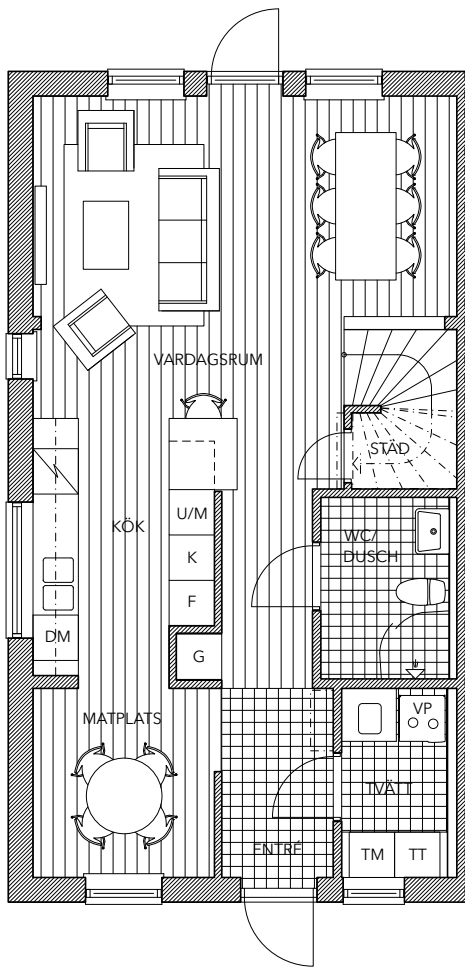 VARDAGSRUM
STÄD
U/M
KÖK
WC/
DUSCH
K
F
DM
G
MATPLATS
VP
TVÄTT
ENTRÉ
TM
TT